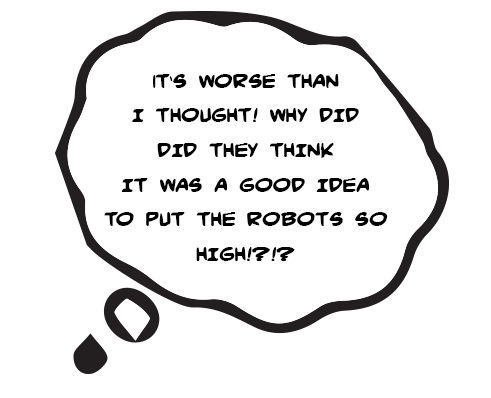 IT'S WORSE THAN
I THOUGHT! WHY DID
DID THEY THINK
IT WAS A GOOD IDEA
TO PUT THE ROBOTS SO
HIGH!?!?